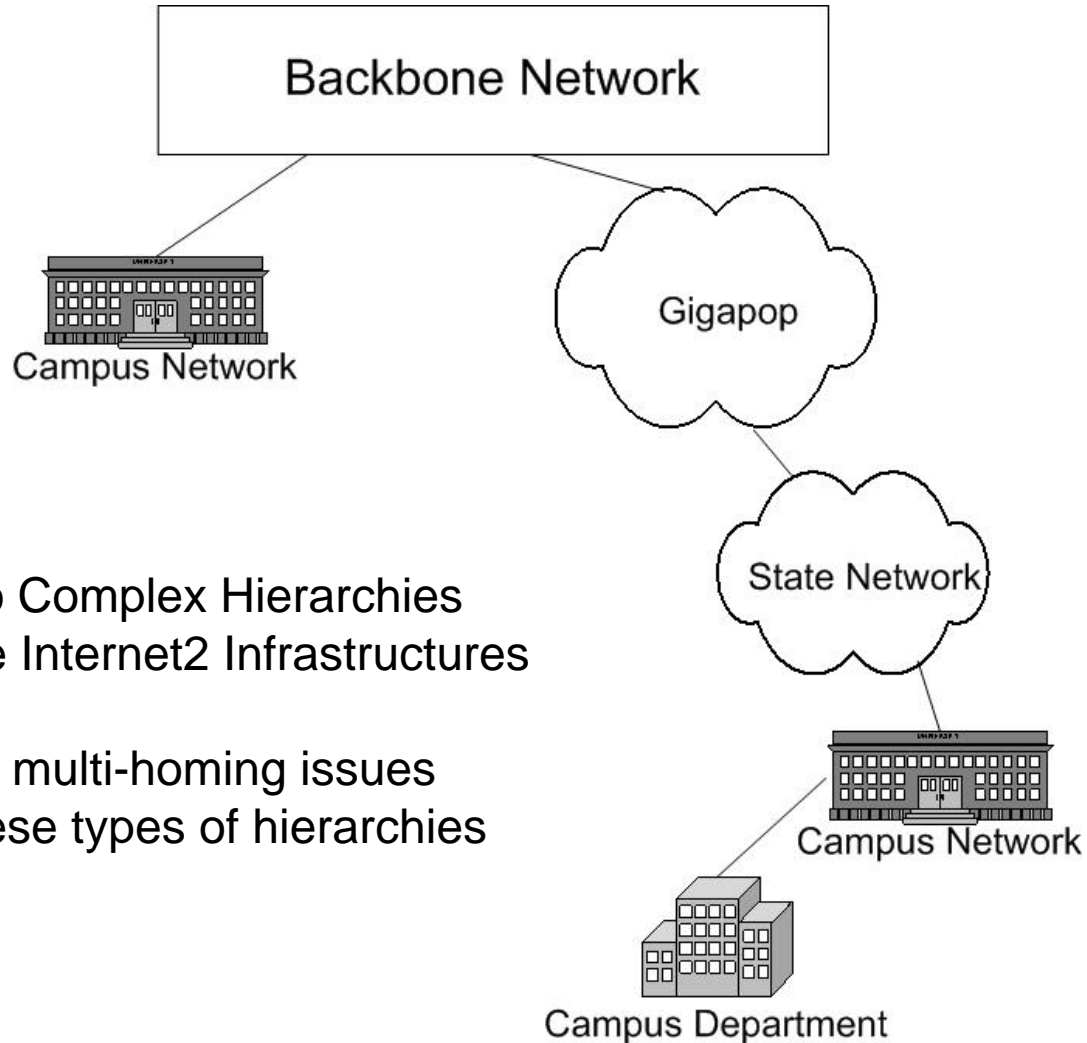 Backbone Network
Gigapop
Campus Network
State Network
Complex Hierarchies
Internet2 Infrastructures
multi-homing issues
types of hierarchies
Campus Network
Campus Department